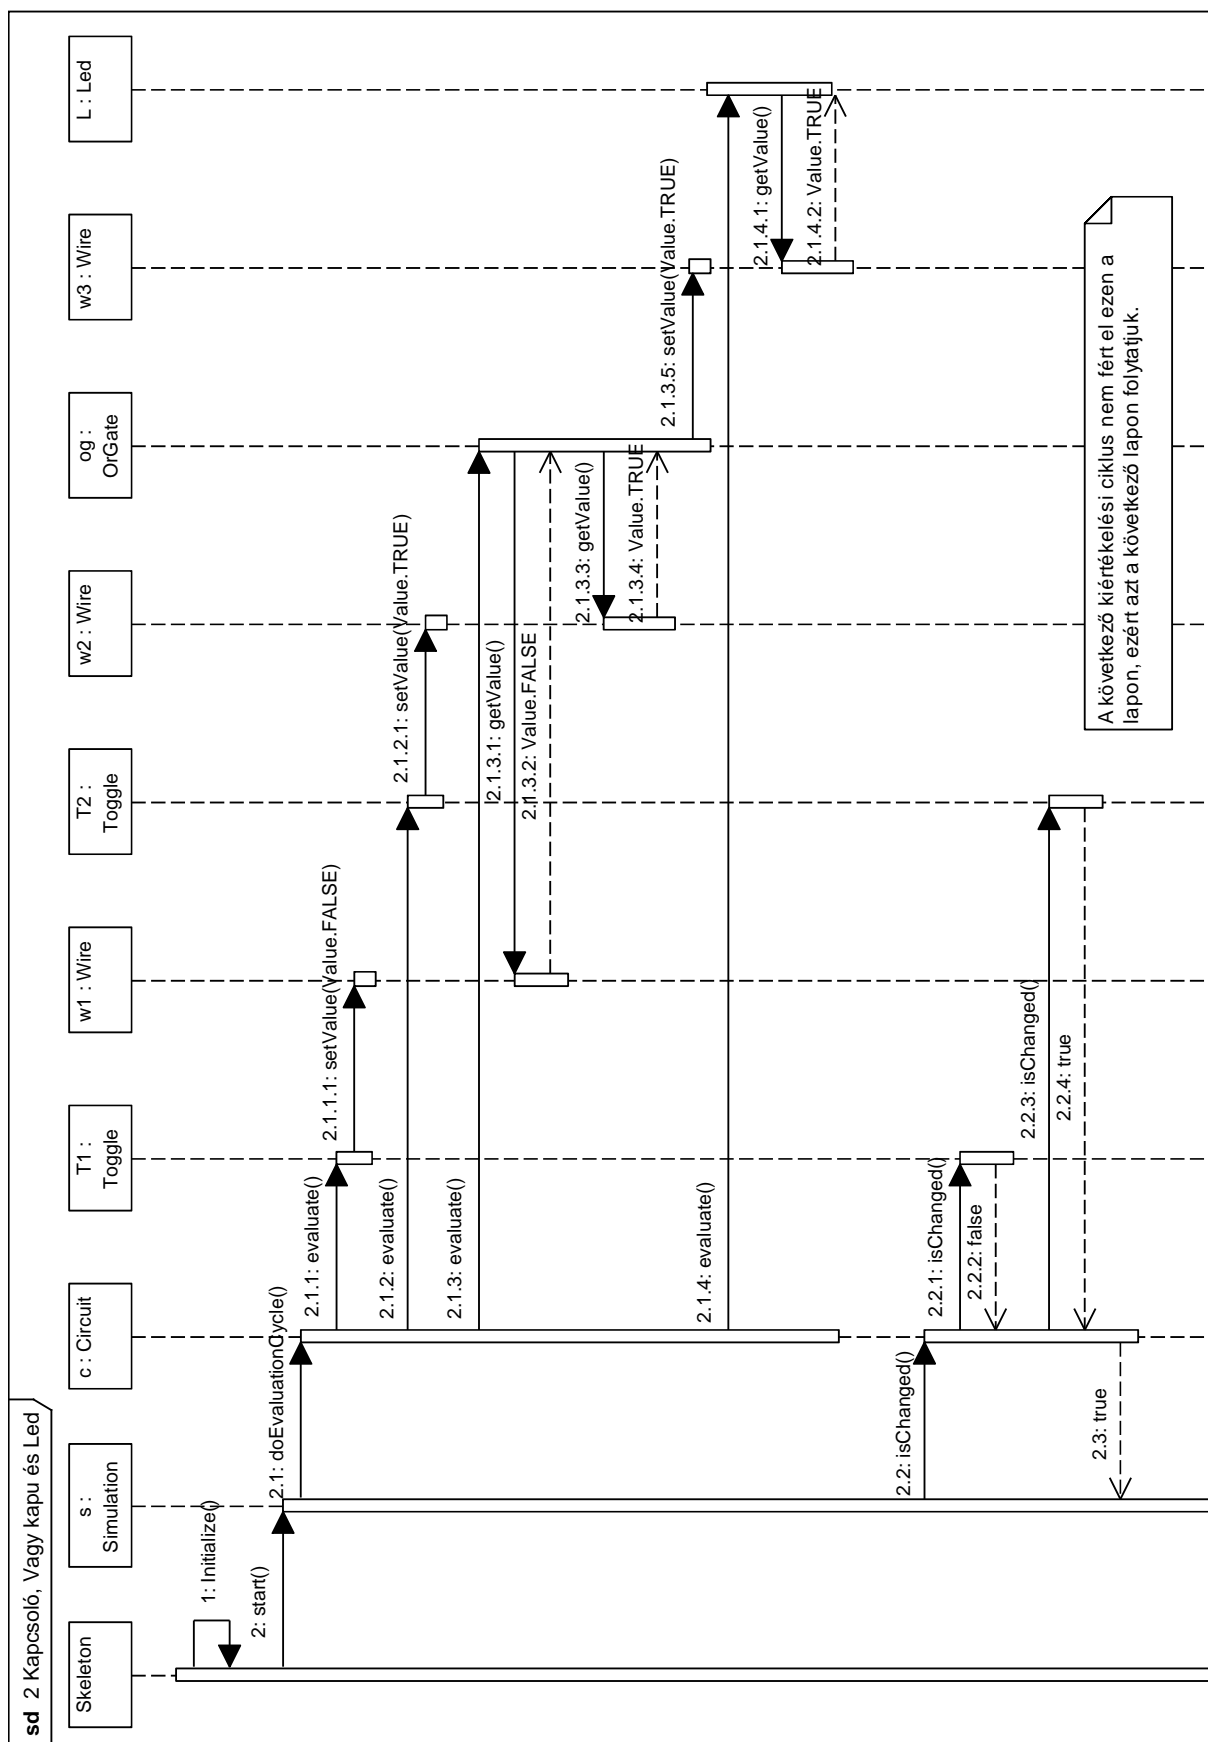 sd 2 Kapcsoló, Vagy kapu és Led
Skeleton
s :
Simulation
c : Circuit
T1 :
Toggle
w1 : Wire
T2 :
Toggle
w2 : Wire
og :
OrGate
w3 : Wire
L : Led
1: Initialize()
2: start()
2.1: doEvaluationCycle()
2.1.1: evaluate()
2.1.1.1: setValue(Value.FALSE)
2.1.2: evaluate()
2.1.2.1: setValue(Value.TRUE)
2.1.3: evaluate()
2.1.3.1: getValue()
2.1.3.2: Value.FALSE
2.1.3.3: getValue()
2.1.3.4: Value.TRUE
2.1.3.5: setValue(Value.TRUE)
2.1.4: evaluate()
2.1.4.1: getValue()
2.1.4.2: Value.TRUE
2.2: isChanged()
2.2.1: isChanged()
2.2.2: false
2.2.3: isChanged()
2.2.4: true
2.3: true
A következő kiértékelési ciklus nem fért el ezen a
lapon, ezért azt a következő lapon folytatjuk.